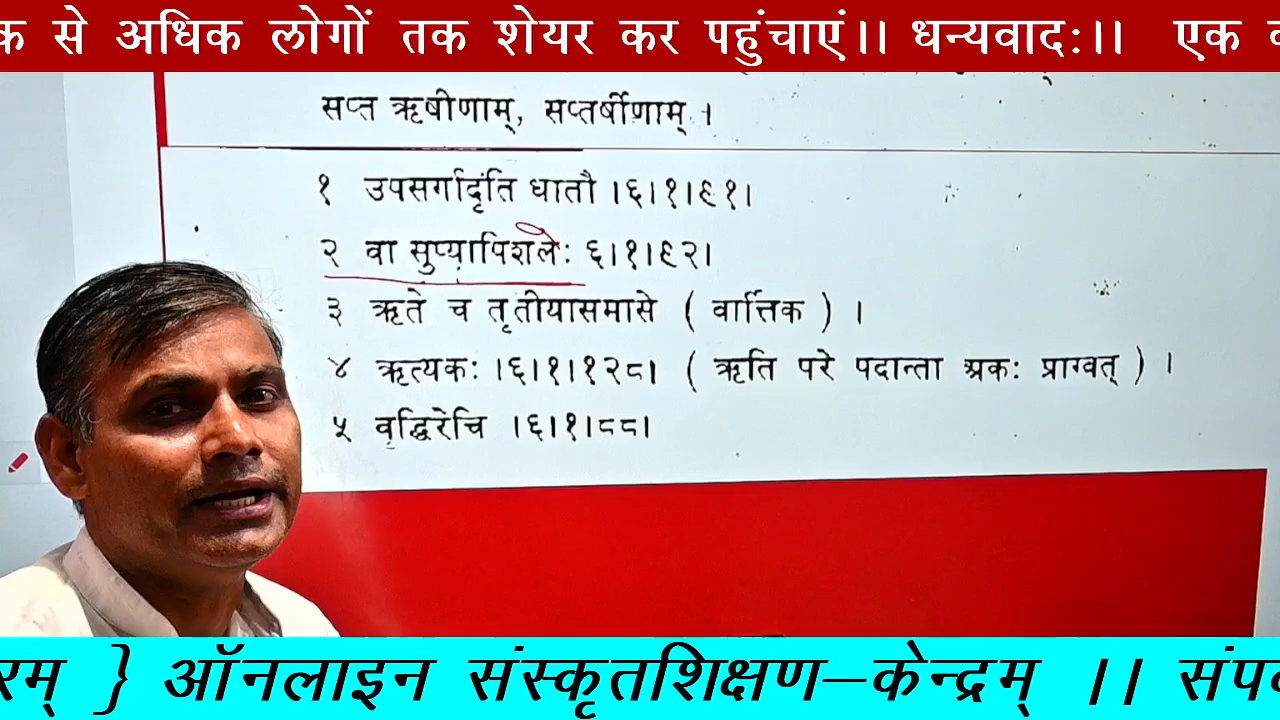 क से अधिक लोगों तक शेयर कर पहुंचाएं।। धन्यवादः।। एक
सप्त ऋषीणाम्, सप्तर्षीणाम् ।
१ उपसर्गादृति धातौ ।६।१।९१।
२ वा सुप्यापिशलेः ६।१।९२।
३ ऋते च तृतीयासमासे ( वार्त्तिक ) ।
४ ऋत्यकः ।६।१।१२८। ( ऋति परे पदान्ता अकः प्राग्वत् ) ।
५ वृद्धिरेचि ।६।१।८८।
रम् } ऑनलाइन संस्कृतशिक्षण–केन्द्रम् ।। संप